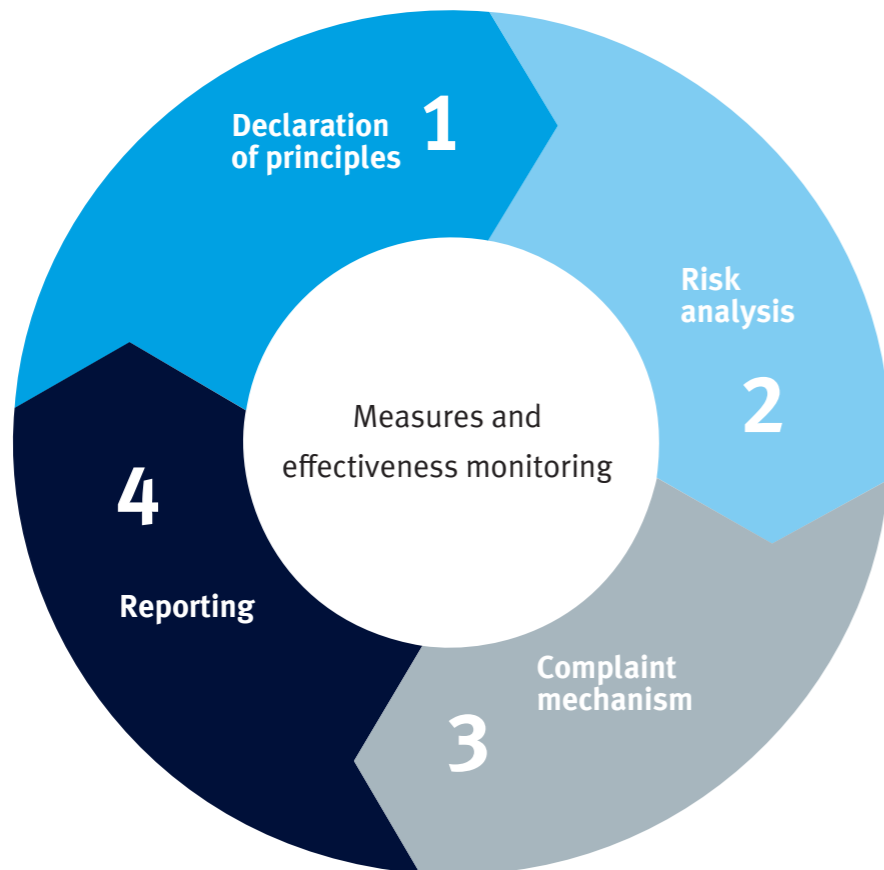 Declaration
of principles
1
Risk
analysis
2
Measures and
effectiveness monitoring
4
Reporting
Complaint
mechanism
3